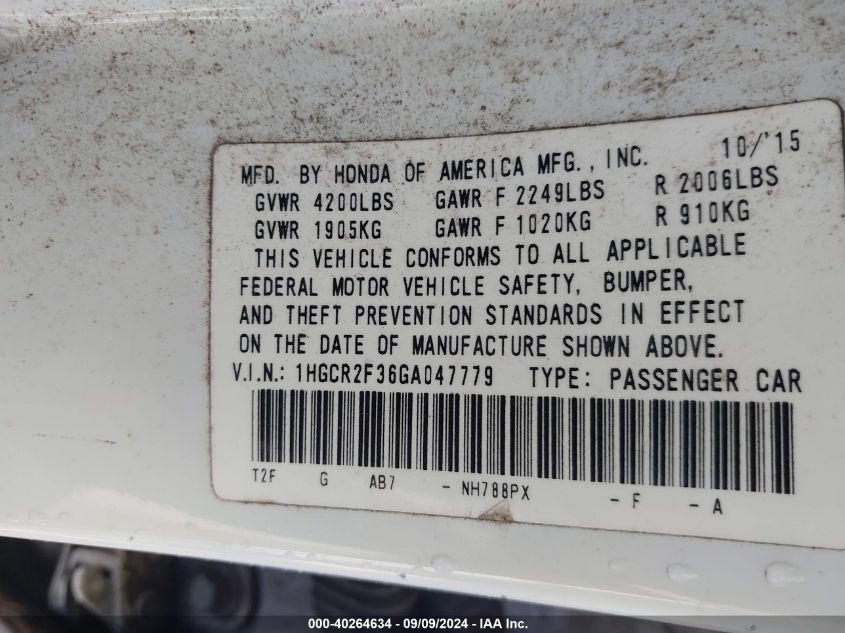 MFD. BY HONDA OF AMERICA MFG., INC. 10/'15
GVWR 4200LBS GAWR F 2249LBS R 2006LBS
GVWR 1905KG GAWR F 1020KG R 910KG
THIS VEHICLE CONFORMS TO ALL APPLICABLE
FEDERAL MOTOR VEHICLE SAFETY, BUMPER,
AND THEFT PREVENTION STANDARDS IN EFFECT
ON THE DATE OF MANUFACTURE SHOWN ABOVE.
V.I.N.: 1HGCR2F36GA047779 TYPE: PASSENGER CAR
T2F G AB7 - NH788PX - F - A
000-40264634 - 09/09/2024 - IAA Inc.